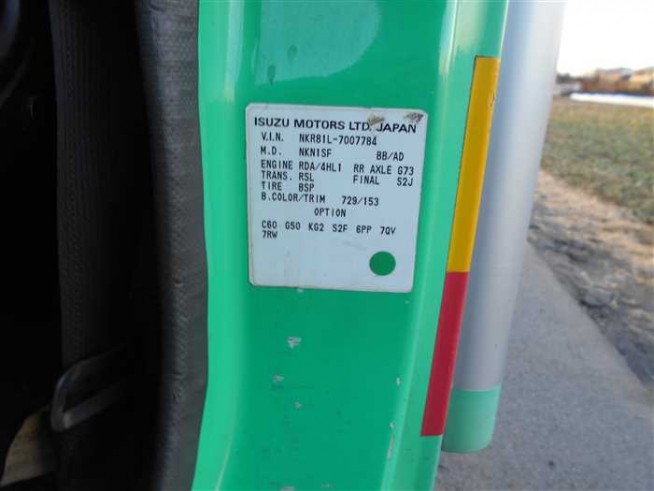 ISUZU MOTORS LTD. JAPAN
V.I.N. NKR81L-7007784
M.D. NKN1SF 8B/AD
ENGINE RDA/4HL1 RR AXLE G73
TRANS. RSL FINAL S2J
TIRE BSP
B.COLOR/TRIM 729/153
OPTION
C60 G50 KG2 S2F 6PP 7QV
7RW